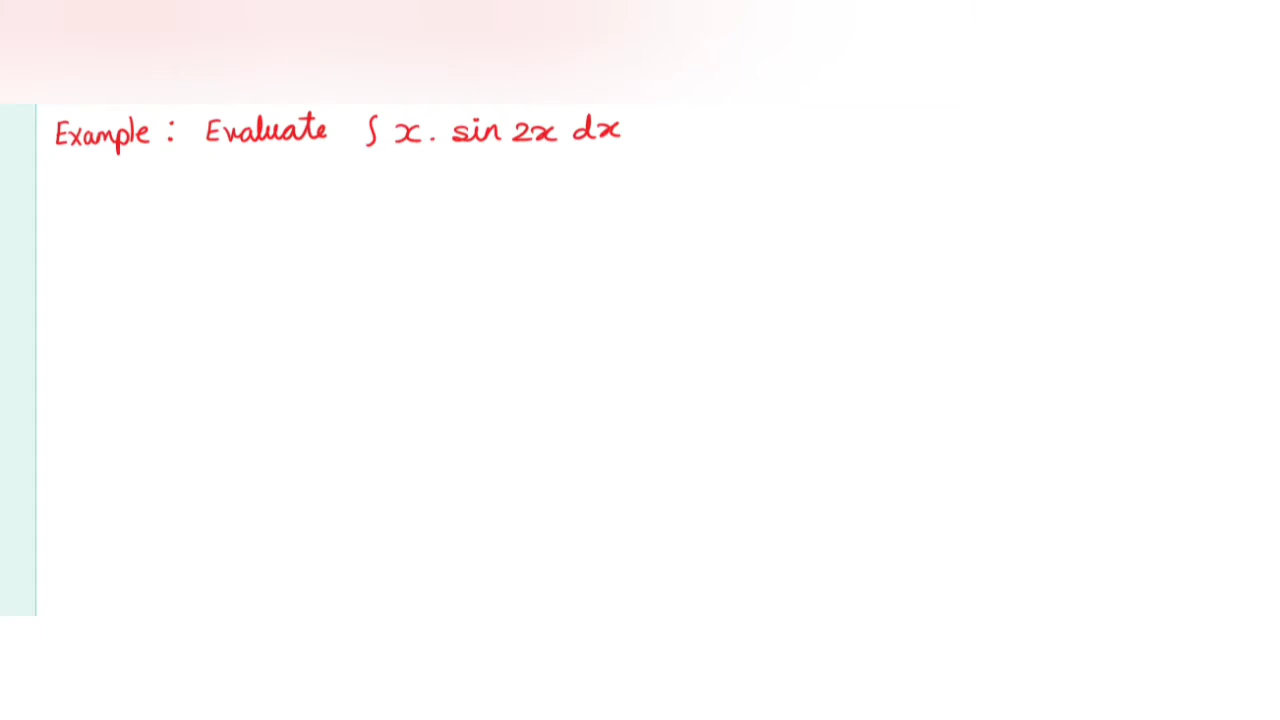 Example : Evaluate ∫ x . sin 2x dx